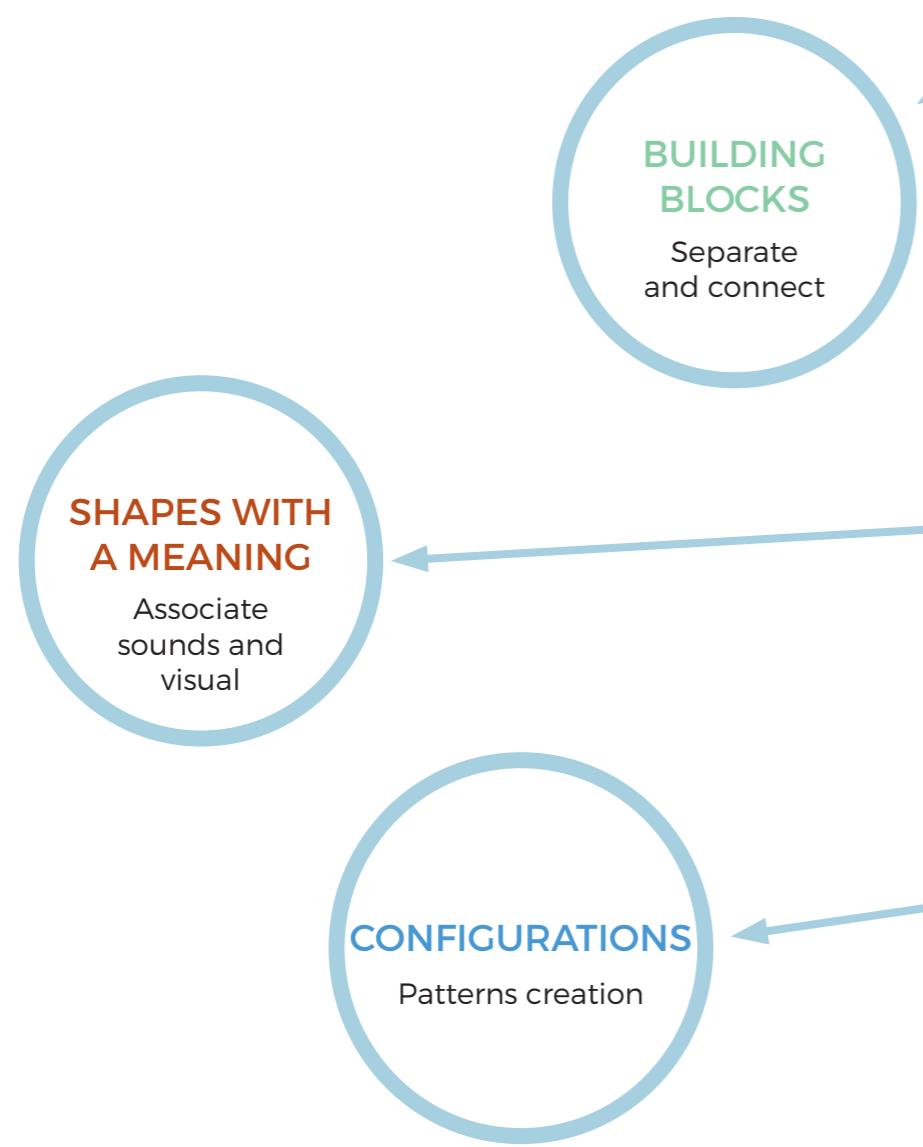 BUILDING
BLOCKS
Separate
and connect
SHAPES WITH
A MEANING
Associate
sounds and
visual
CONFIGURATIONS
Patterns creation